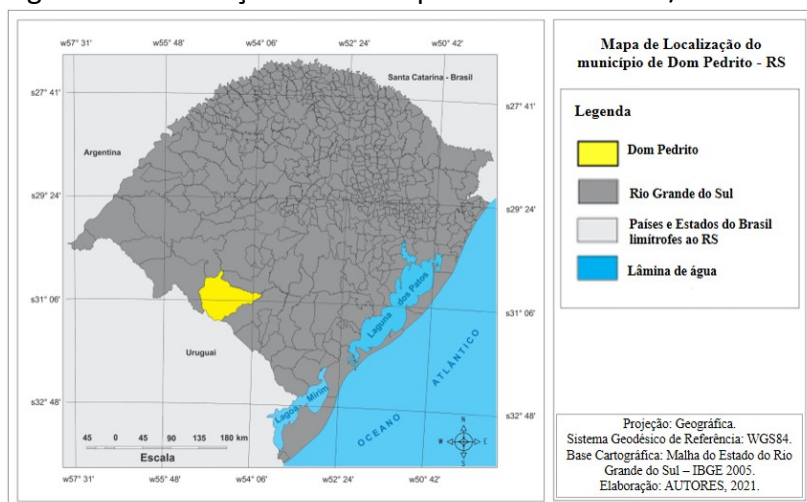 w57° 31'
w55° 48'
w54° 06'
w52° 24'
w50° 42'
Santa Catarina - Brasil
s27° 41'
s27° 41'
Argentina
s29° 24'
s29° 24'
s31° 06'
s31° 06'
Laguna dos Patos
Uruguai
Lagoa Mirim
OCEANO ATLÂNTICO
s32° 48'
s32° 48'
45 0 45 90 135 180 km
Escala
N
W E
S
w57° 31'
w55° 48'
w54° 06'
w52° 24'
w50° 42'
Mapa de Localização do
município de Dom Pedrito - RS
Legenda
Dom Pedrito
Rio Grande do Sul
Países e Estados do Brasil
limítrofes ao RS
Lâmina de água
Projeção: Geográfica.
Sistema Geodésico de Referência: WGS84.
Base Cartográfica: Malha do Estado do Rio
Grande do Sul – IBGE 2005.
Elaboração: AUTORES, 2021.